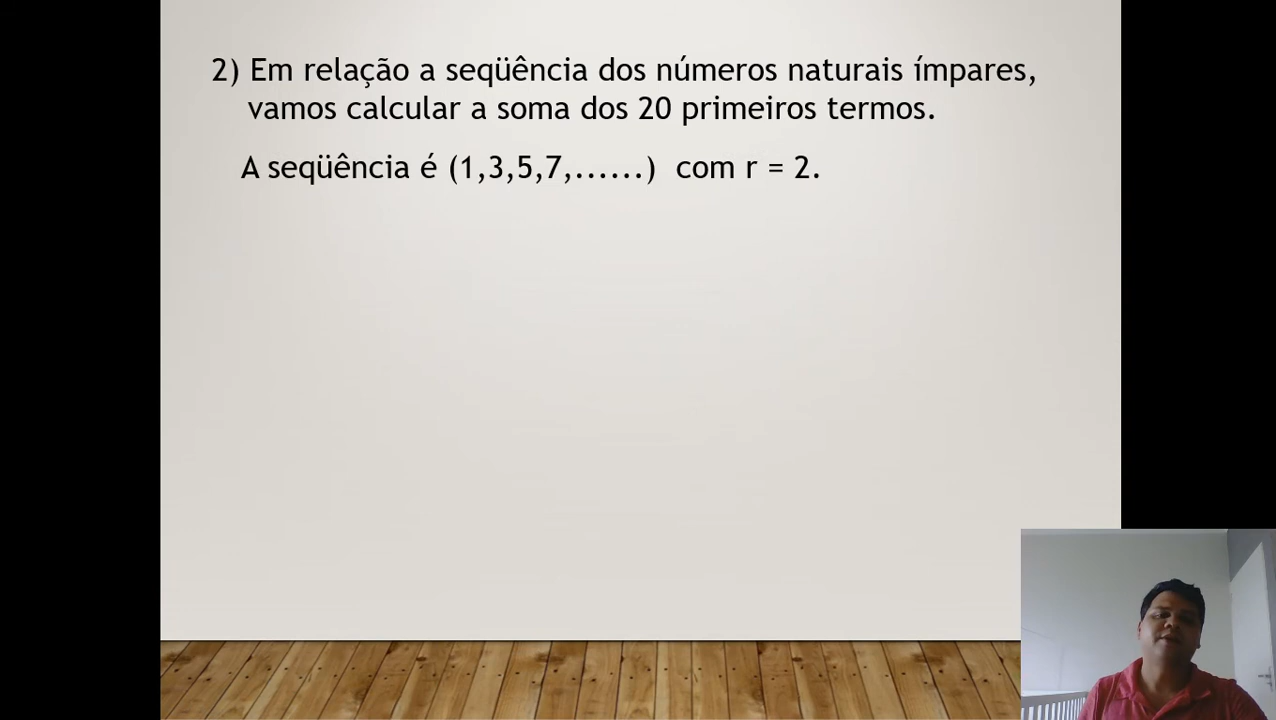 2) Em relação a seqüência dos números naturais ímpares,
vamos calcular a soma dos 20 primeiros termos.
A seqüência é (1,3,5,7,......) com r = 2.